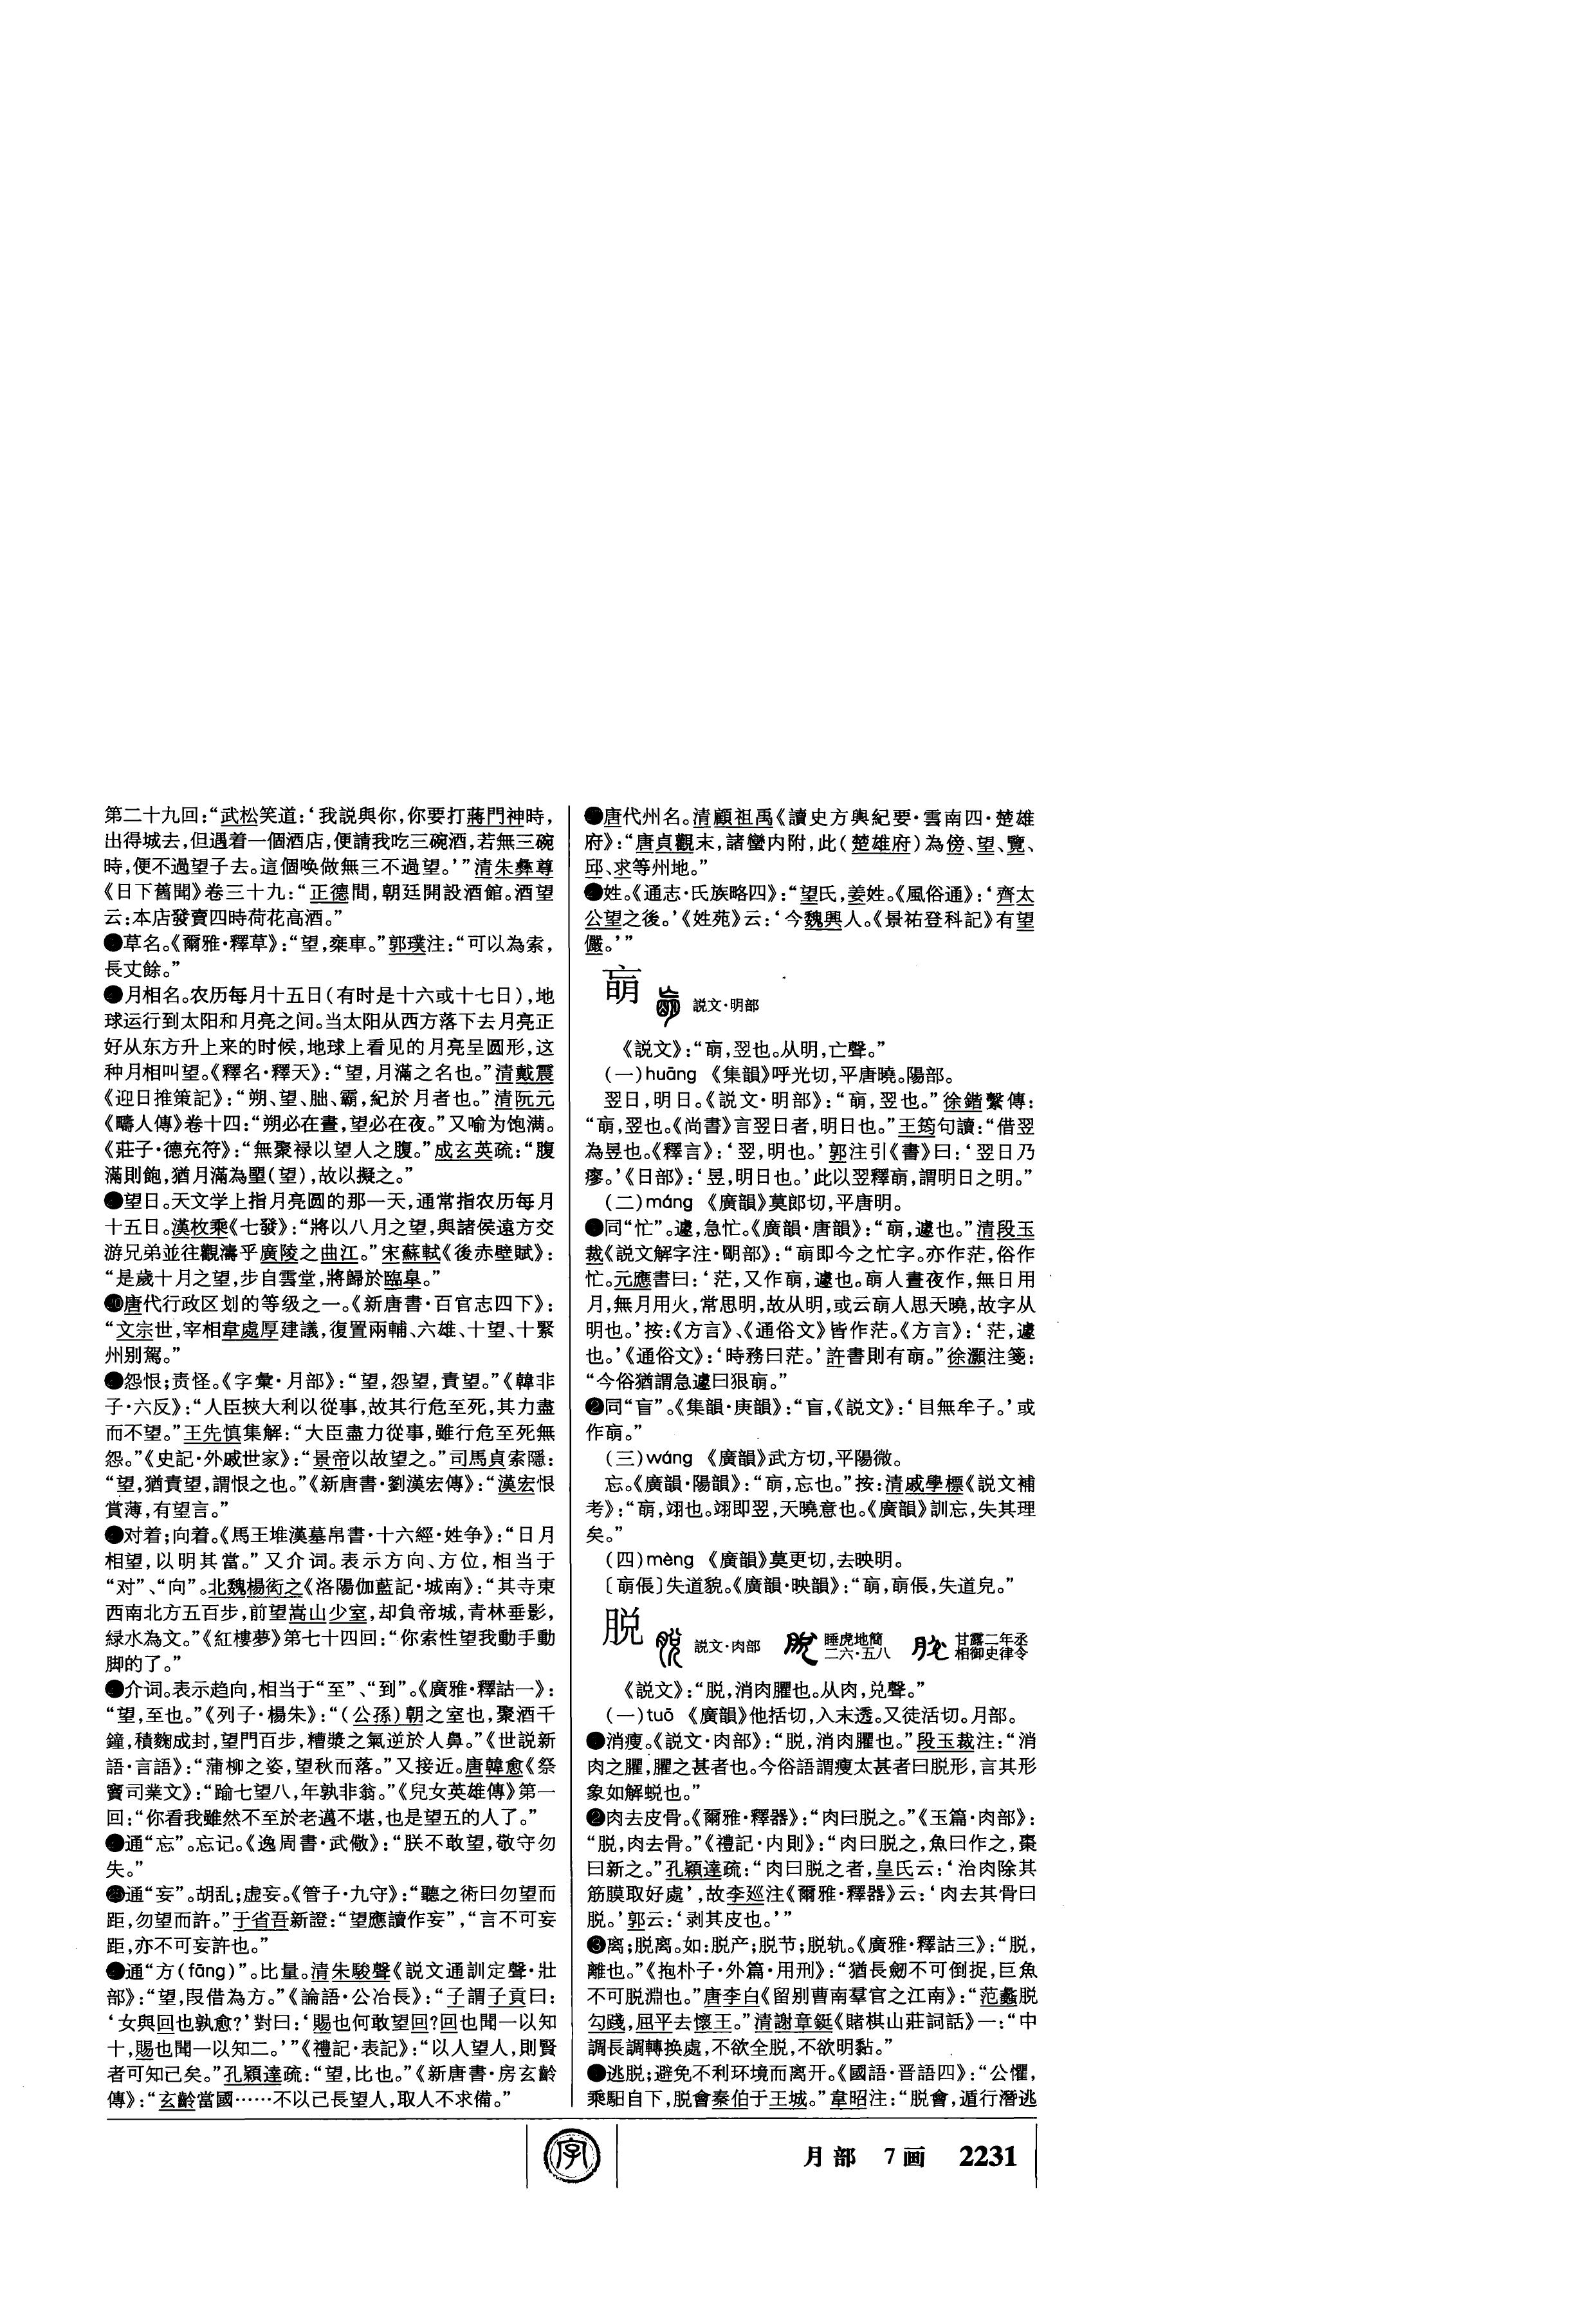 第二十九回：“武松笑道：‘我説與你，你要打蔣門神時，
出得城去，但遇着一個酒店，便請我吃三碗酒，若無三碗
時，便不過望子去。這個唤做無三不過望。’”清朱彝尊
《日下舊聞》卷三十九：“正德間，朝廷開設酒館。酒望
云：本店發賣四時荷花高酒。”
草名。《爾雅·釋草》：“望，椉車。”郭璞注：“可以為索，
長丈餘。”
月相名。农历每月十五日（有时是十六或十七日），地
球运行到太阳和月亮之间。当太阳从西方落下去月亮正
好从东方升上来的时候，地球上看见的月亮呈圆形，这
种月相叫望。《釋名·釋天》：“望，月滿之名也。”清戴震
《迎日推策記》：“朔、望、朏、霸，紀於月者也。”清阮元
《疇人傳》卷十四：“朔必在晝，望必在夜。”又喻为饱满。
《莊子·德充符》：“無聚禄以望人之腹。”成玄英疏：“腹
滿則飽，猶月滿為朢（望），故以擬之。”
望日。天文学上指月亮圆的那一天，通常指农历每月
十五日。漢枚乘《七發》：“將以八月之望，與諸侯遠方交
游兄弟並往觀濤乎廣陵之曲江。”宋蘇軾《後赤壁賦》：
“是歲十月之望，步自雲堂，將歸於臨皋。”
⑳唐代行政区划的等级之一。《新唐書·百官志四下》：
“文宗世，宰相韋處厚建議，復置兩輔、六雄、十望、十緊
州别駕。”
怨恨；责怪。《字彙·月部》：“望，怨望，責望。”《韓非
子·六反》：“人臣挾大利以從事，故其行危至死，其力盡
而不望。”王先慎集解：“大臣盡力從事，雖行危至死無
怨。”《史記·外戚世家》：“景帝以故望之。”司馬貞索隱：
“望，猶責望，謂恨之也。”《新唐書·劉漢宏傳》：“漢宏恨
賞薄，有望言。”
对着；向着。《馬王堆漢墓帛書·十六經·姓争》：“日月
相望，以明其當。”又介词。表示方向、方位，相当于
“对”、“向”。北魏楊衒之《洛陽伽藍記·城南》：“其寺東
西南北方五百步，前望嵩山少室，却負帝城，青林垂影，
緑水為文。”《紅樓夢》第七十四回：“你索性望我動手動
脚的了。”
介词。表示趋向，相当于“至”、“到”。《廣雅·釋詁一》：
“望，至也。”《列子·楊朱》：“（公孫）朝之室也，聚酒千
鐘，積麴成封，望門百步，糟漿之氣逆於人鼻。”《世説新
語·言語》：“蒲柳之姿，望秋而落。”又接近。唐韓愈《祭
竇司業文》：“踰七望八，年孰非翁。”《兒女英雄傳》第一
回：“你看我雖然不至於老邁不堪，也是望五的人了。”
通“忘”。忘记。《逸周書·武儆》：“朕不敢望，敬守勿
失。”
通“妄”。胡乱；虚妄。《管子·九守》：“聽之術曰勿望而
距，勿望而許。”于省吾新證：“望應讀作妄”，“言不可妄
距，亦不可妄許也。”
通“方（fāng）”。比量。清朱駿聲《説文通訓定聲·壯
部》：“望，叚借為方。”《論語·公冶長》：“子謂子貢曰：
‘女與回也孰愈？’對曰：‘賜也何敢望回？回也聞一以知
十，賜也聞一以知二。’”《禮記·表記》：“以人望人，則賢
者可知己矣。”孔穎達疏：“望，比也。”《新唐書·房玄齡
傳》：“玄齡當國……不以己長望人，取人不求備。”
唐代州名。清顧祖禹《讀史方輿紀要·雲南四·楚雄
府》：“唐貞觀末，諸蠻内附，此（楚雄府）為傍、望、覽、
邱、求等州地。”
姓。《通志·氏族略四》：“望氏，姜姓。《風俗通》：‘齊太
公望之後。’《姓苑》云：‘今魏興人。《景祐登科記》有望
儼。’”
朚 説文·明部
《説文》：“朚，翌也。从明，亡聲。”
（一）huāng 《集韻》呼光切，平唐曉。陽部。
翌日，明日。《説文·明部》：“朚，翌也。”徐鍇繫傳：
“朚，翌也。《尚書》言翌日者，明日也。”王筠句讀：“借翌
為昱也。《釋言》：‘翌，明也。’郭注引《書》曰：‘翌日乃
瘳。’《日部》：‘昱，明日也。’此以翌釋朚，謂明日之明。”
（二）máng 《廣韻》莫郎切，平唐明。
同“忙”。遽，急忙。《廣韻·唐韻》：“朚，遽也。”清段玉
裁《説文解字注·朙部》：“朚即今之忙字。亦作茫，俗作
忙。元應書曰：‘茫，又作朚，遽也。朚人晝夜作，無日用
月，無月用火，常思明，故从明，或云朚人思天曉，故字从
明也。’按：《方言》、《通俗文》皆作茫。《方言》：‘茫，遽
也。’《通俗文》：‘時務曰茫。’許書則有朚。”徐灝注箋：
“今俗猶謂急遽曰狠朚。”
❷同“盲”。《集韻·庚韻》：“盲，《説文》：‘目無牟子。’或
作朚。”
（三）wáng 《廣韻》武方切，平陽微。
忘。《廣韻·陽韻》：“朚，忘也。”按：清戚學標《説文補
考》：“朚，翊也。翊即翌，天曉意也。《廣韻》訓忘，失其理
矣。”
（四）mèng 《廣韻》莫更切，去映明。
〔朚倀〕失道貌。《廣韻·映韻》：“朚，朚倀，失道皃。”
脱 説文·肉部 睡虎地簡二六·五八 甘露二年丞相御史律令
《説文》：“脱，消肉臞也。从肉，兑聲。”
（一）tuō 《廣韻》他括切，入末透。又徒活切。月部。
消瘦。《説文·肉部》：“脱，消肉臞也。”段玉裁注：“消
肉之臞，臞之甚者也。今俗語謂瘦太甚者曰脱形，言其形
象如解蜕也。”
❷肉去皮骨。《爾雅·釋器》：“肉曰脱之。”《玉篇·肉部》：
“脱，肉去骨。”《禮記·内則》：“肉曰脱之，魚曰作之，棗
曰新之。”孔穎達疏：“肉曰脱之者，皇氏云：‘治肉除其
筋膜取好處’，故李巡注《爾雅·釋器》云：‘肉去其骨曰
脱。’郭云：‘剥其皮也。’”
❸离；脱离。如：脱产；脱节；脱轨。《廣雅·釋詁三》：“脱，
離也。”《抱朴子·外篇·用刑》：“猶長劒不可倒捉，巨魚
不可脱淵也。”唐李白《留别曹南羣官之江南》：“范蠡脱
勾踐，屈平去懷王。”清謝章鋌《賭棋山莊詞話》一：“中
調長調轉换處，不欲全脱，不欲明黏。”
逃脱；避免不利环境而离开。《國語·晋語四》：“公懼，
乘馹自下，脱會秦伯于王城。”韋昭注：“脱會，遁行潛逃
字
月部 7画 2231